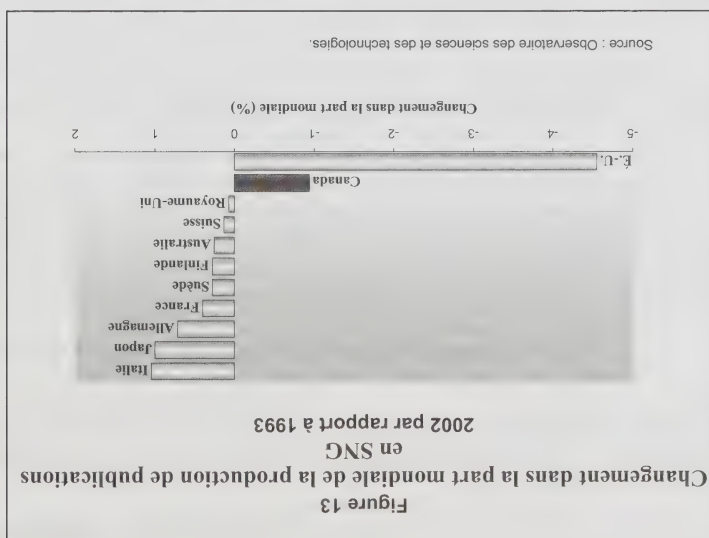 Figure 13
Changement dans la part mondiale de la production de publications
en SNG
2002 par rapport à 1993
Italie
Japon
Allemagne
France
Suède
Finlande
Australie
Suisse
Royaume-Uni
Canada
É.-U.
-5 -4 -3 -2 -1 0 1 2
Changement dans la part mondiale (%)
Source : Observatoire des sciences et des technologies.